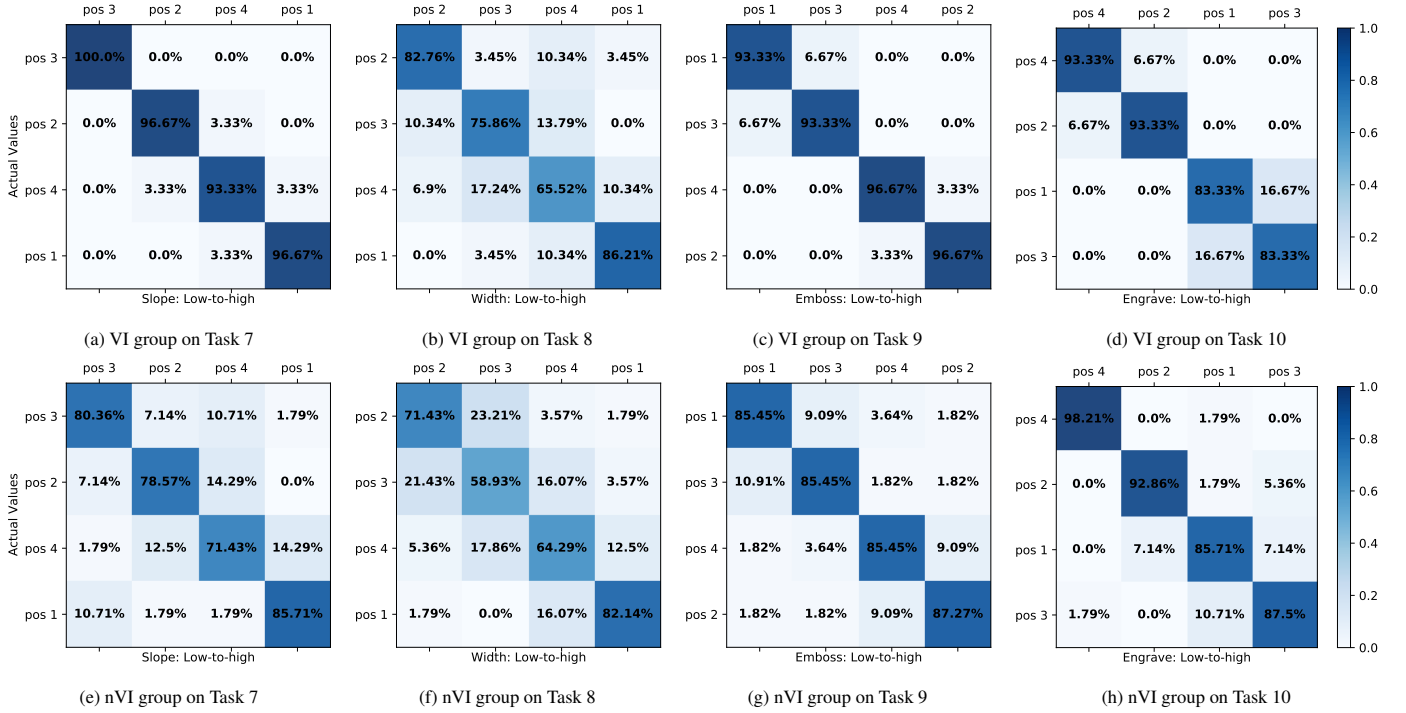 pos 3 pos 2 pos 4 pos 1
pos 3 100.0% 0.0% 0.0% 0.0%
pos 2 0.0% 96.67% 3.33% 0.0%
pos 4 0.0% 3.33% 93.33% 3.33%
pos 1 0.0% 0.0% 3.33% 96.67%
Actual Values
Slope: Low-to-high
(a) VI group on Task 7
pos 2 pos 3 pos 4 pos 1
pos 2 82.76% 3.45% 10.34% 3.45%
pos 3 10.34% 75.86% 13.79% 0.0%
pos 4 6.9% 17.24% 65.52% 10.34%
pos 1 0.0% 3.45% 10.34% 86.21%
Width: Low-to-high
(b) VI group on Task 8
pos 1 pos 3 pos 4 pos 2
pos 1 93.33% 6.67% 0.0% 0.0%
pos 3 6.67% 93.33% 0.0% 0.0%
pos 4 0.0% 0.0% 96.67% 3.33%
pos 2 0.0% 0.0% 3.33% 96.67%
Emboss: Low-to-high
(c) VI group on Task 9
pos 4 pos 2 pos 1 pos 3
pos 4 93.33% 6.67% 0.0% 0.0%
pos 2 6.67% 93.33% 0.0% 0.0%
pos 1 0.0% 0.0% 83.33% 16.67%
pos 3 0.0% 0.0% 16.67% 83.33%
Engrave: Low-to-high
1.0
0.8
0.6
0.4
0.2
0.0
(d) VI group on Task 10
pos 3 pos 2 pos 4 pos 1
pos 3 80.36% 7.14% 10.71% 1.79%
pos 2 7.14% 78.57% 14.29% 0.0%
pos 4 1.79% 12.5% 71.43% 14.29%
pos 1 10.71% 1.79% 1.79% 85.71%
Actual Values
Slope: Low-to-high
(e) nVI group on Task 7
pos 2 pos 3 pos 4 pos 1
pos 2 71.43% 23.21% 3.57% 1.79%
pos 3 21.43% 58.93% 16.07% 3.57%
pos 4 5.36% 17.86% 64.29% 12.5%
pos 1 1.79% 0.0% 16.07% 82.14%
Width: Low-to-high
(f) nVI group on Task 8
pos 1 pos 3 pos 4 pos 2
pos 1 85.45% 9.09% 3.64% 1.82%
pos 3 10.91% 85.45% 1.82% 1.82%
pos 4 1.82% 3.64% 85.45% 9.09%
pos 2 1.82% 1.82% 9.09% 87.27%
Emboss: Low-to-high
(g) nVI group on Task 9
pos 4 pos 2 pos 1 pos 3
pos 4 98.21% 0.0% 1.79% 0.0%
pos 2 0.0% 92.86% 1.79% 5.36%
pos 1 0.0% 7.14% 85.71% 7.14%
pos 3 1.79% 0.0% 10.71% 87.5%
Engrave: Low-to-high
1.0
0.8
0.6
0.4
0.2
0.0
(h) nVI group on Task 10